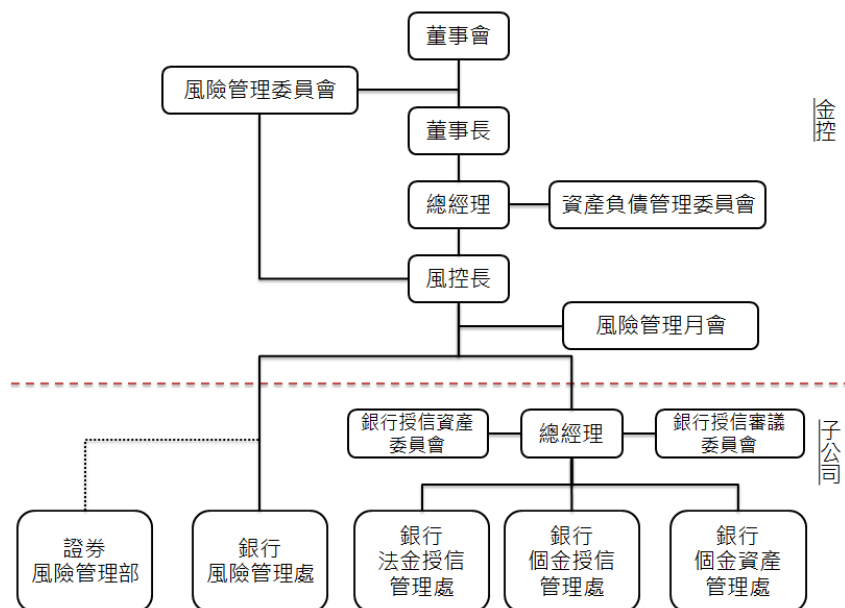 董事會
風險管理委員會
董事長
金控
總經理
資產負債管理委員會
風控長
風險管理月會
銀行授信資產
委員會
總經理
銀行授信審議
委員會
子公司
證券
風險管理部
銀行
風險管理處
銀行
法金授信
管理處
銀行
個金授信
管理處
銀行
個金資產
管理處